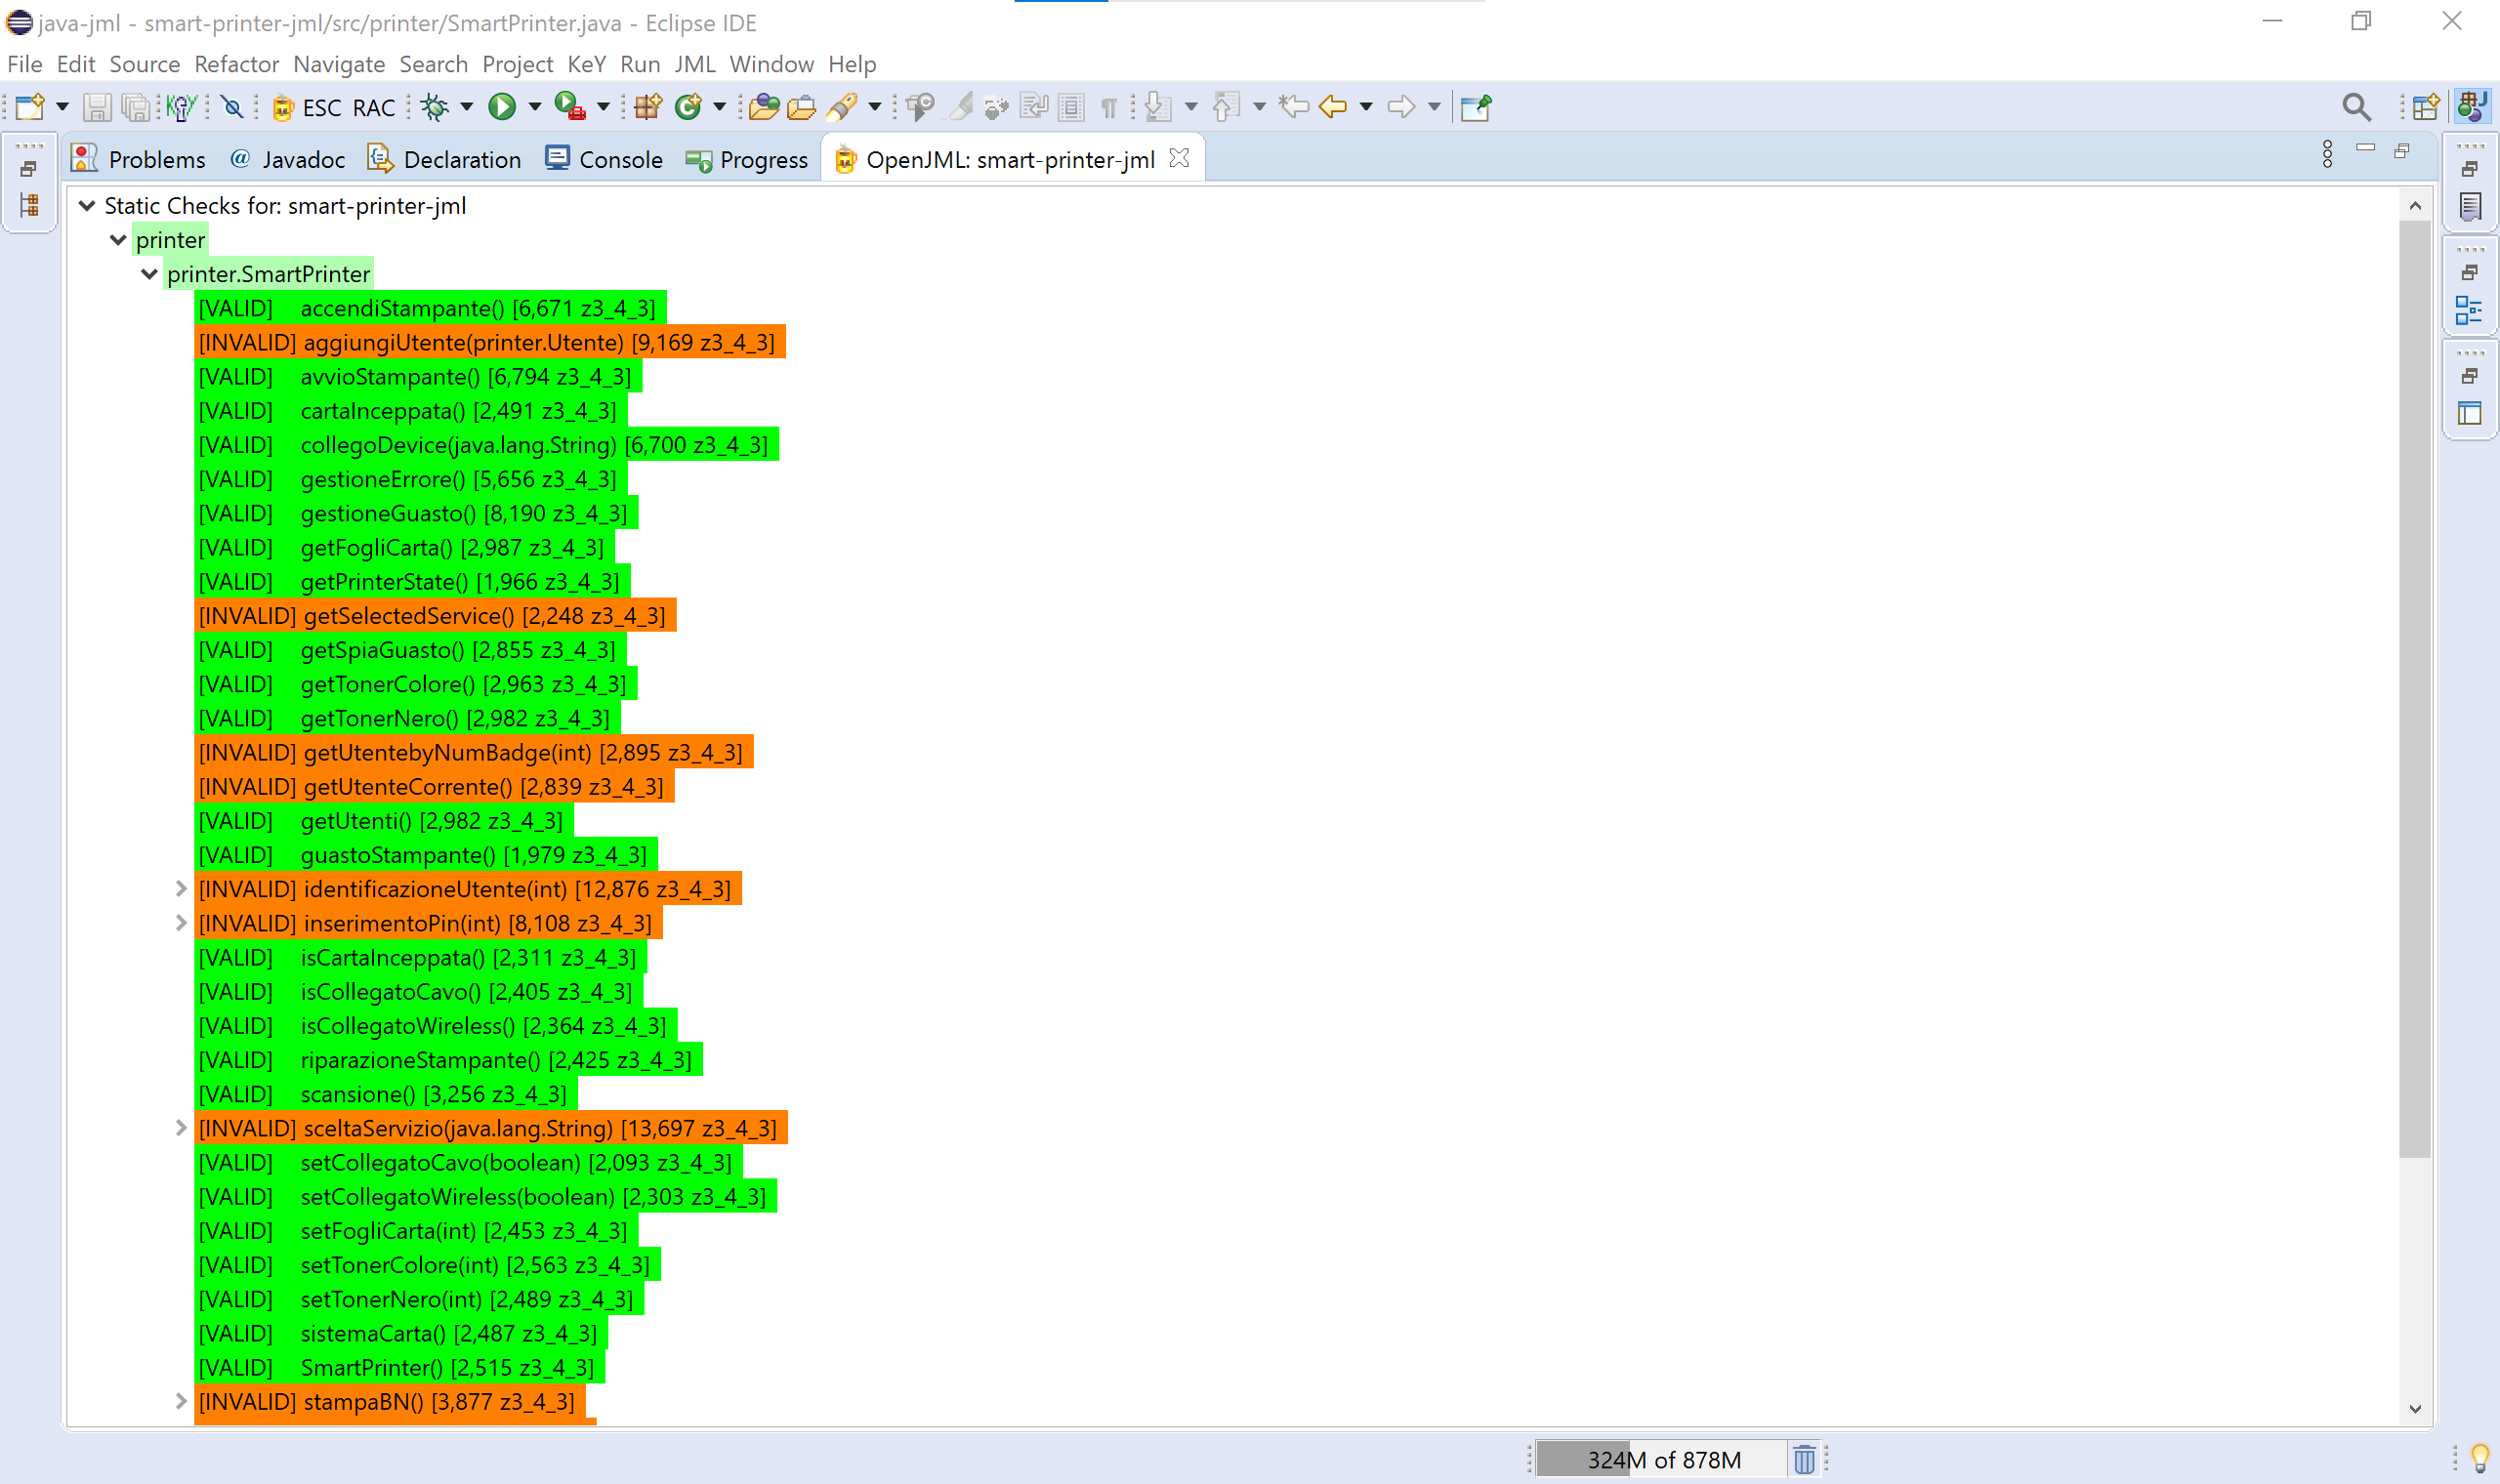 java-jml - smart-printer-jml/src/printer/SmartPrinter.java - Eclipse IDE
File Edit Source Refactor Navigate Search Project KeY Run JML Window Help
KeY ESC RAC
Problems @ Javadoc Declaration Console Progress OpenJML: smart-printer-jml
Static Checks for: smart-printer-jml
printer
printer.SmartPrinter
[VALID] accendiStampante() [6,671 z3_4_3]
[INVALID] aggiungiUtente(printer.Utente) [9,169 z3_4_3]
[VALID] avvioStampante() [6,794 z3_4_3]
[VALID] cartaInceppata() [2,491 z3_4_3]
[VALID] collegoDevice(java.lang.String) [6,700 z3_4_3]
[VALID] gestioneErrore() [5,656 z3_4_3]
[VALID] gestioneGuasto() [8,190 z3_4_3]
[VALID] getFogliCarta() [2,987 z3_4_3]
[VALID] getPrinterState() [1,966 z3_4_3]
[INVALID] getSelectedService() [2,248 z3_4_3]
[VALID] getSpiaGuasto() [2,855 z3_4_3]
[VALID] getTonerColore() [2,963 z3_4_3]
[VALID] getTonerNero() [2,982 z3_4_3]
[INVALID] getUtentebyNumBadge(int) [2,895 z3_4_3]
[INVALID] getUtenteCorrente() [2,839 z3_4_3]
[VALID] getUtenti() [2,982 z3_4_3]
[VALID] guastoStampante() [1,979 z3_4_3]
[INVALID] identificazioneUtente(int) [12,876 z3_4_3]
[INVALID] inserimentoPin(int) [8,108 z3_4_3]
[VALID] isCartaInceppata() [2,311 z3_4_3]
[VALID] isCollegatoCavo() [2,405 z3_4_3]
[VALID] isCollegatoWireless() [2,364 z3_4_3]
[VALID] riparazioneStampante() [2,425 z3_4_3]
[VALID] scansione() [3,256 z3_4_3]
[INVALID] sceltaServizio(java.lang.String) [13,697 z3_4_3]
[VALID] setCollegatoCavo(boolean) [2,093 z3_4_3]
[VALID] setCollegatoWireless(boolean) [2,303 z3_4_3]
[VALID] setFogliCarta(int) [2,453 z3_4_3]
[VALID] setTonerColore(int) [2,563 z3_4_3]
[VALID] setTonerNero(int) [2,489 z3_4_3]
[VALID] sistemaCarta() [2,487 z3_4_3]
[VALID] SmartPrinter() [2,515 z3_4_3]
[INVALID] stampaBN() [3,877 z3_4_3]
324M of 878M